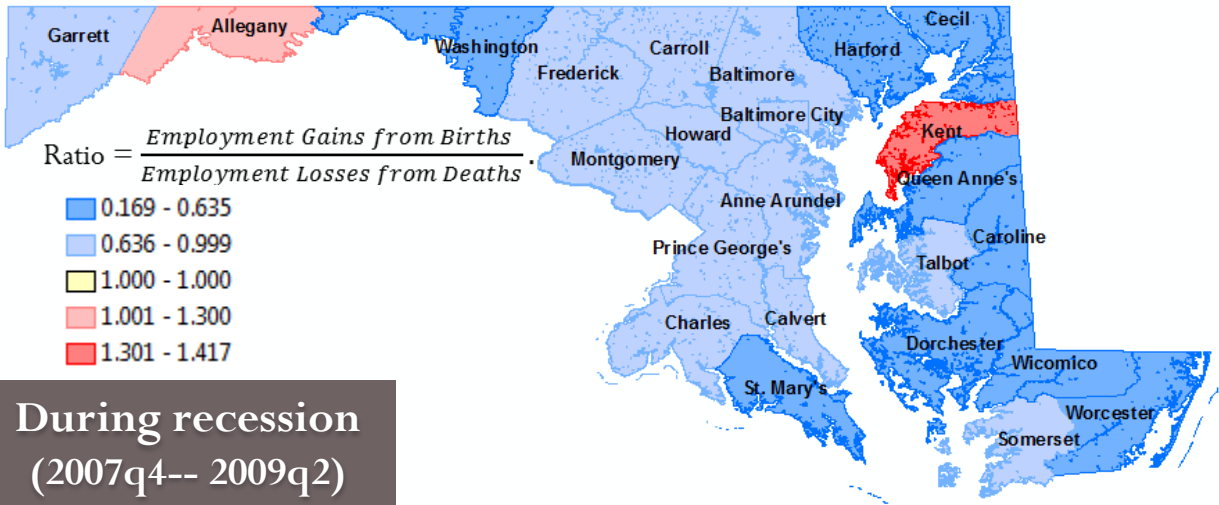 Garrett
Allegany
Washington
Frederick
Carroll
Baltimore
Harford
Cecil
Baltimore City
Howard
Montgomery
Kent
Queen Anne's
Anne Arundel
Prince George's
Caroline
Talbot
Charles
Calvert
Dorchester
Wicomico
St. Mary's
Worcester
Somerset
Ratio = Employment Gains from Births / Employment Losses from Deaths .
0.169 - 0.635
0.636 - 0.999
1.000 - 1.000
1.001 - 1.300
1.301 - 1.417
During recession
(2007q4-- 2009q2)